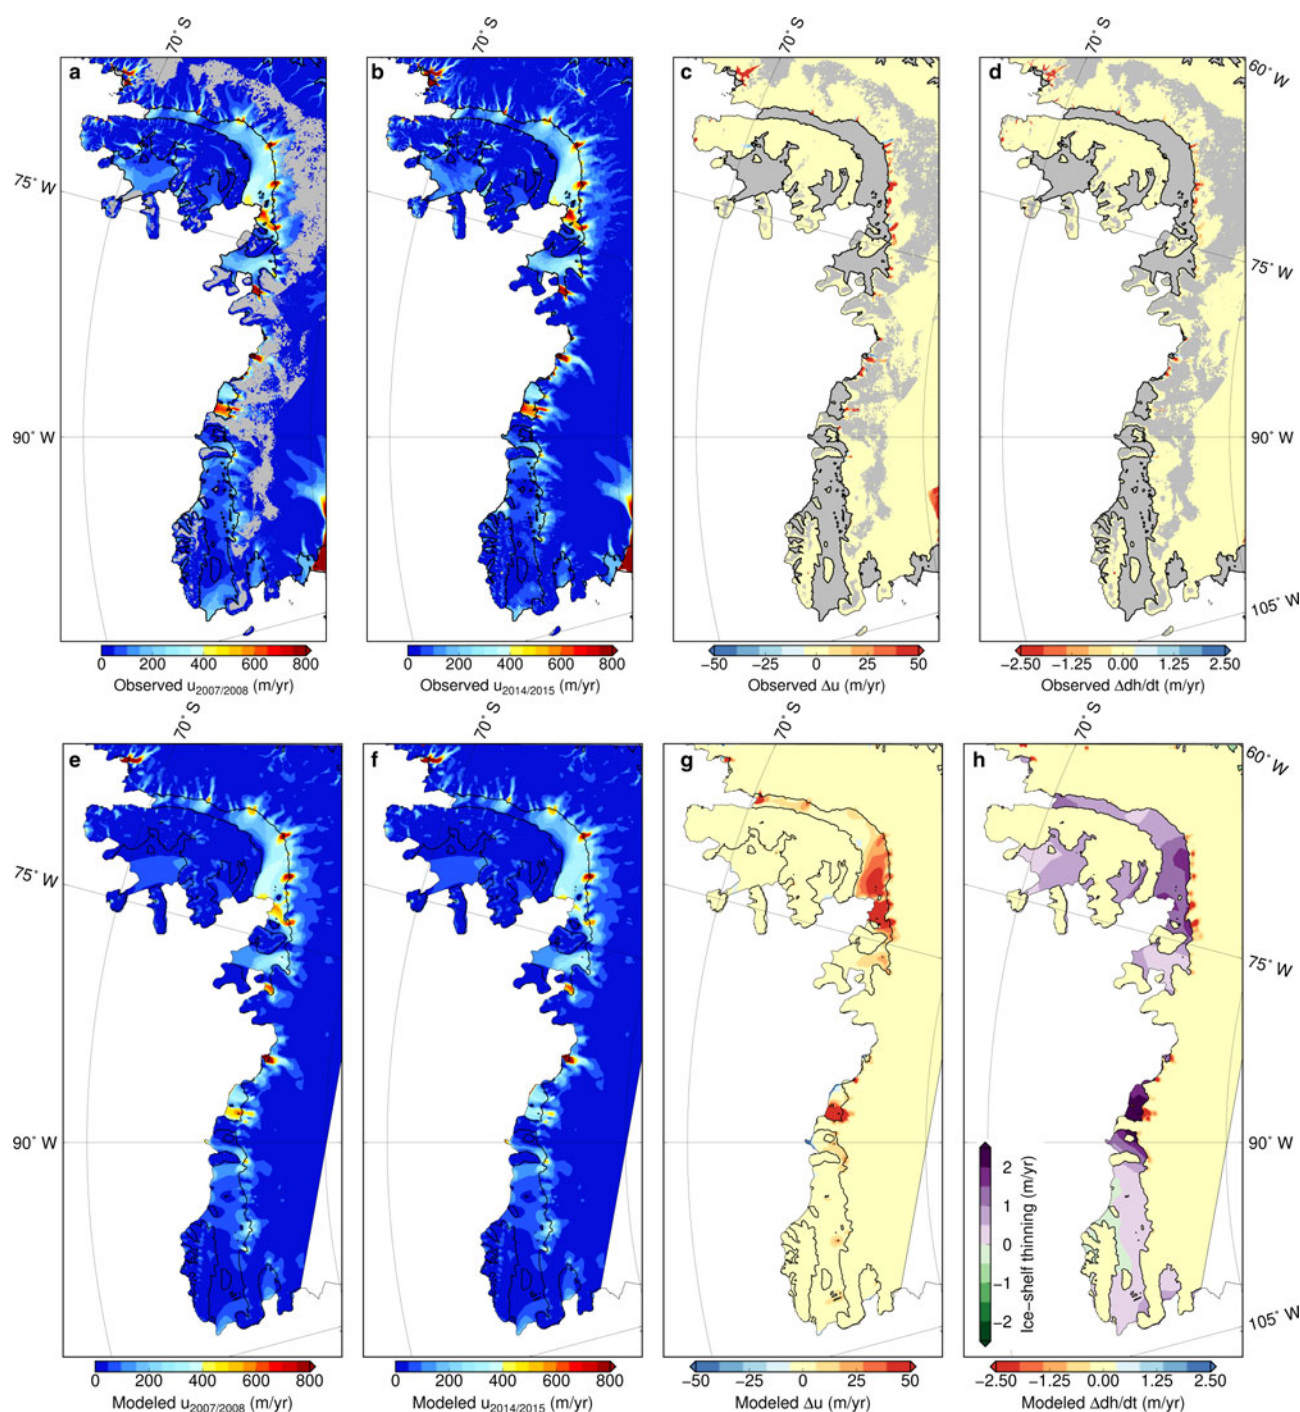 70° S
70° S
a
b
c
d
60° W
75° W
75° W
90° W
90° W
105° W
0 200 400 600 800
0 200 400 600 800
−50 −25 0 25 50
−2.50 −1.25 0.00 1.25 2.50
Observed u2007/2008 (m/yr)
Observed u2014/2015 (m/yr)
Observed Δu (m/yr)
Observed Δdh/dt (m/yr)
70° S
70° S
e
f
g
h
60° W
75° W
75° W
90° W
90° W
2
1
0
−1
−2
Ice−shelf thinning (m/yr)
105° W
0 200 400 600 800
0 200 400 600 800
−50 −25 0 25 50
−2.50 −1.25 0.00 1.25 2.50
Modeled u2007/2008 (m/yr)
Modeled u2014/2015 (m/yr)
Modeled Δu (m/yr)
Modeled Δdh/dt (m/yr)